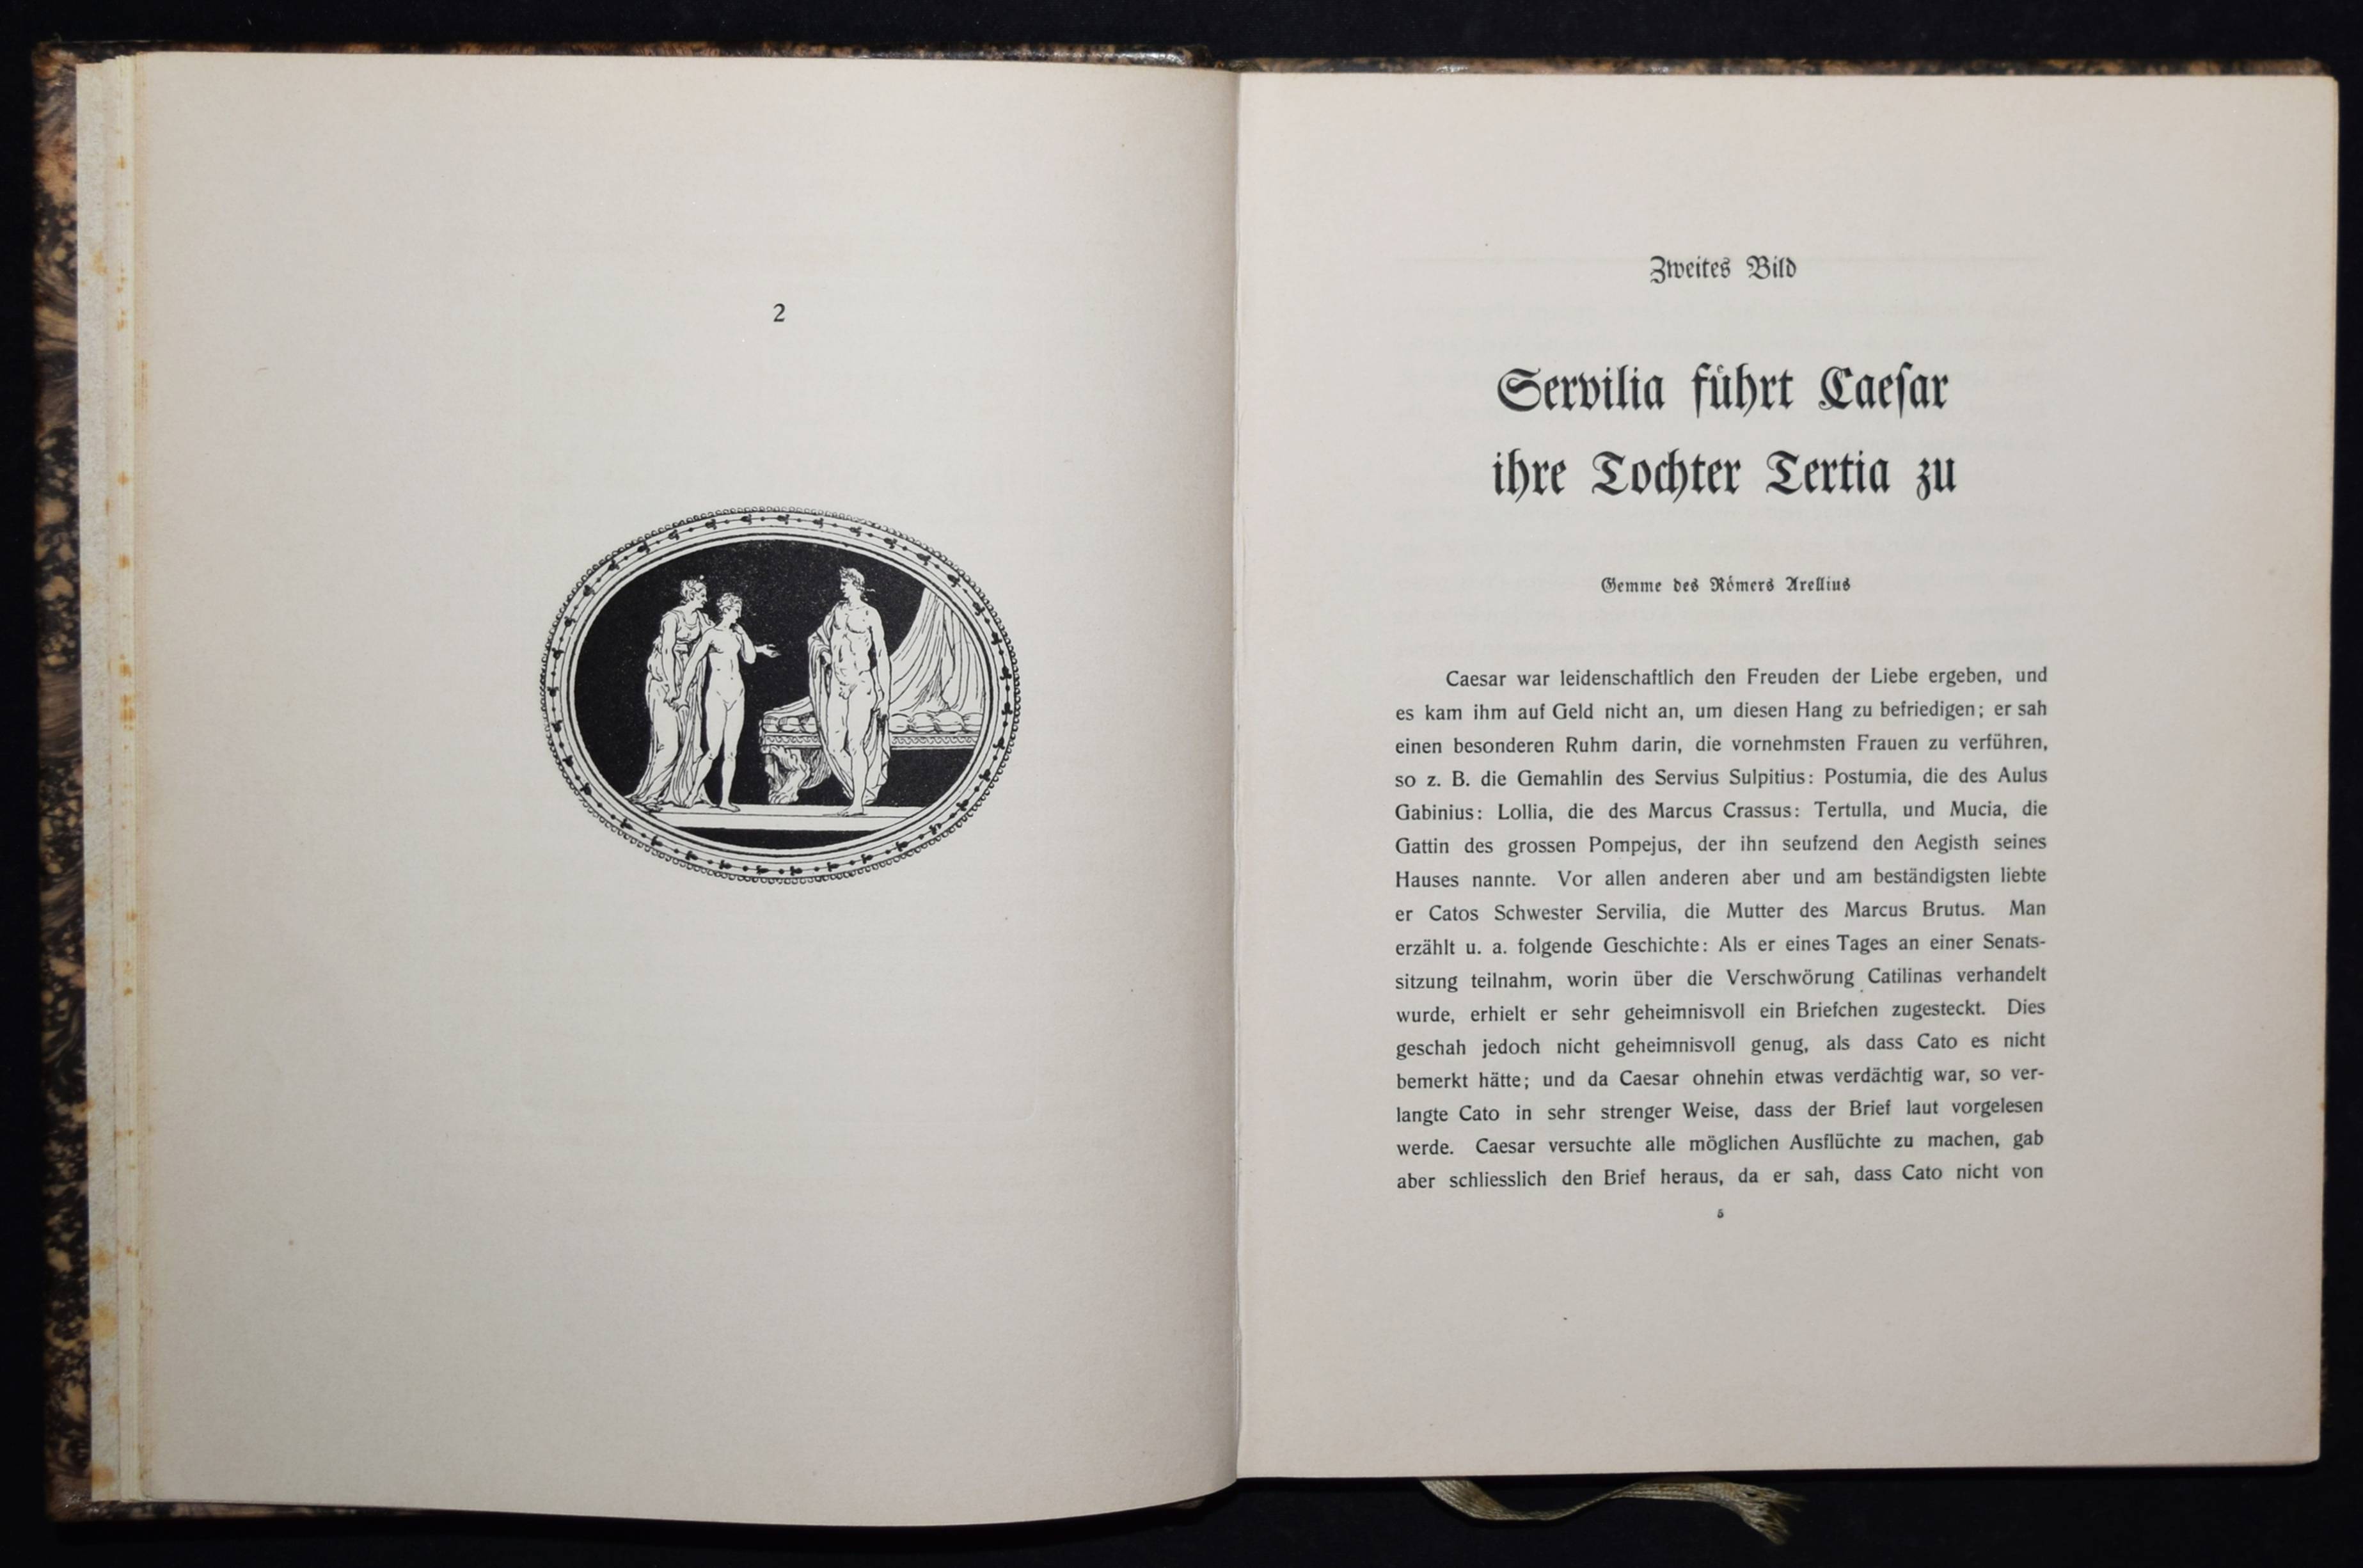 2
Zweites Bild
Servilia führt Caeſar
ihre Tochter Tertia zu
Gemme des Römers Arellius
Caesar war leidenschaftlich den Freuden der Liebe ergeben, und
es kam ihm auf Geld nicht an, um diesen Hang zu befriedigen; er sah
einen besonderen Ruhm darin, die vornehmsten Frauen zu verführen,
so z. B. die Gemahlin des Servius Sulpitius: Postumia, die des Aulus
Gabinius: Lollia, die des Marcus Crassus: Tertulla, und Mucia, die
Gattin des grossen Pompejus, der ihn seufzend den Aegisth seines
Hauses nannte. Vor allen anderen aber und am beständigsten liebte
er Catos Schwester Servilia, die Mutter des Marcus Brutus. Man
erzählt u. a. folgende Geschichte: Als er eines Tages an einer Senats-
sitzung teilnahm, worin über die Verschwörung Catilinas verhandelt
wurde, erhielt er sehr geheimnisvoll ein Briefchen zugesteckt. Dies
geschah jedoch nicht geheimnisvoll genug, als dass Cato es nicht
bemerkt hätte; und da Caesar ohnehin etwas verdächtig war, so ver-
langte Cato in sehr strenger Weise, dass der Brief laut vorgelesen
werde. Caesar versuchte alle möglichen Ausflüchte zu machen, gab
aber schliesslich den Brief heraus, da er sah, dass Cato nicht von
5